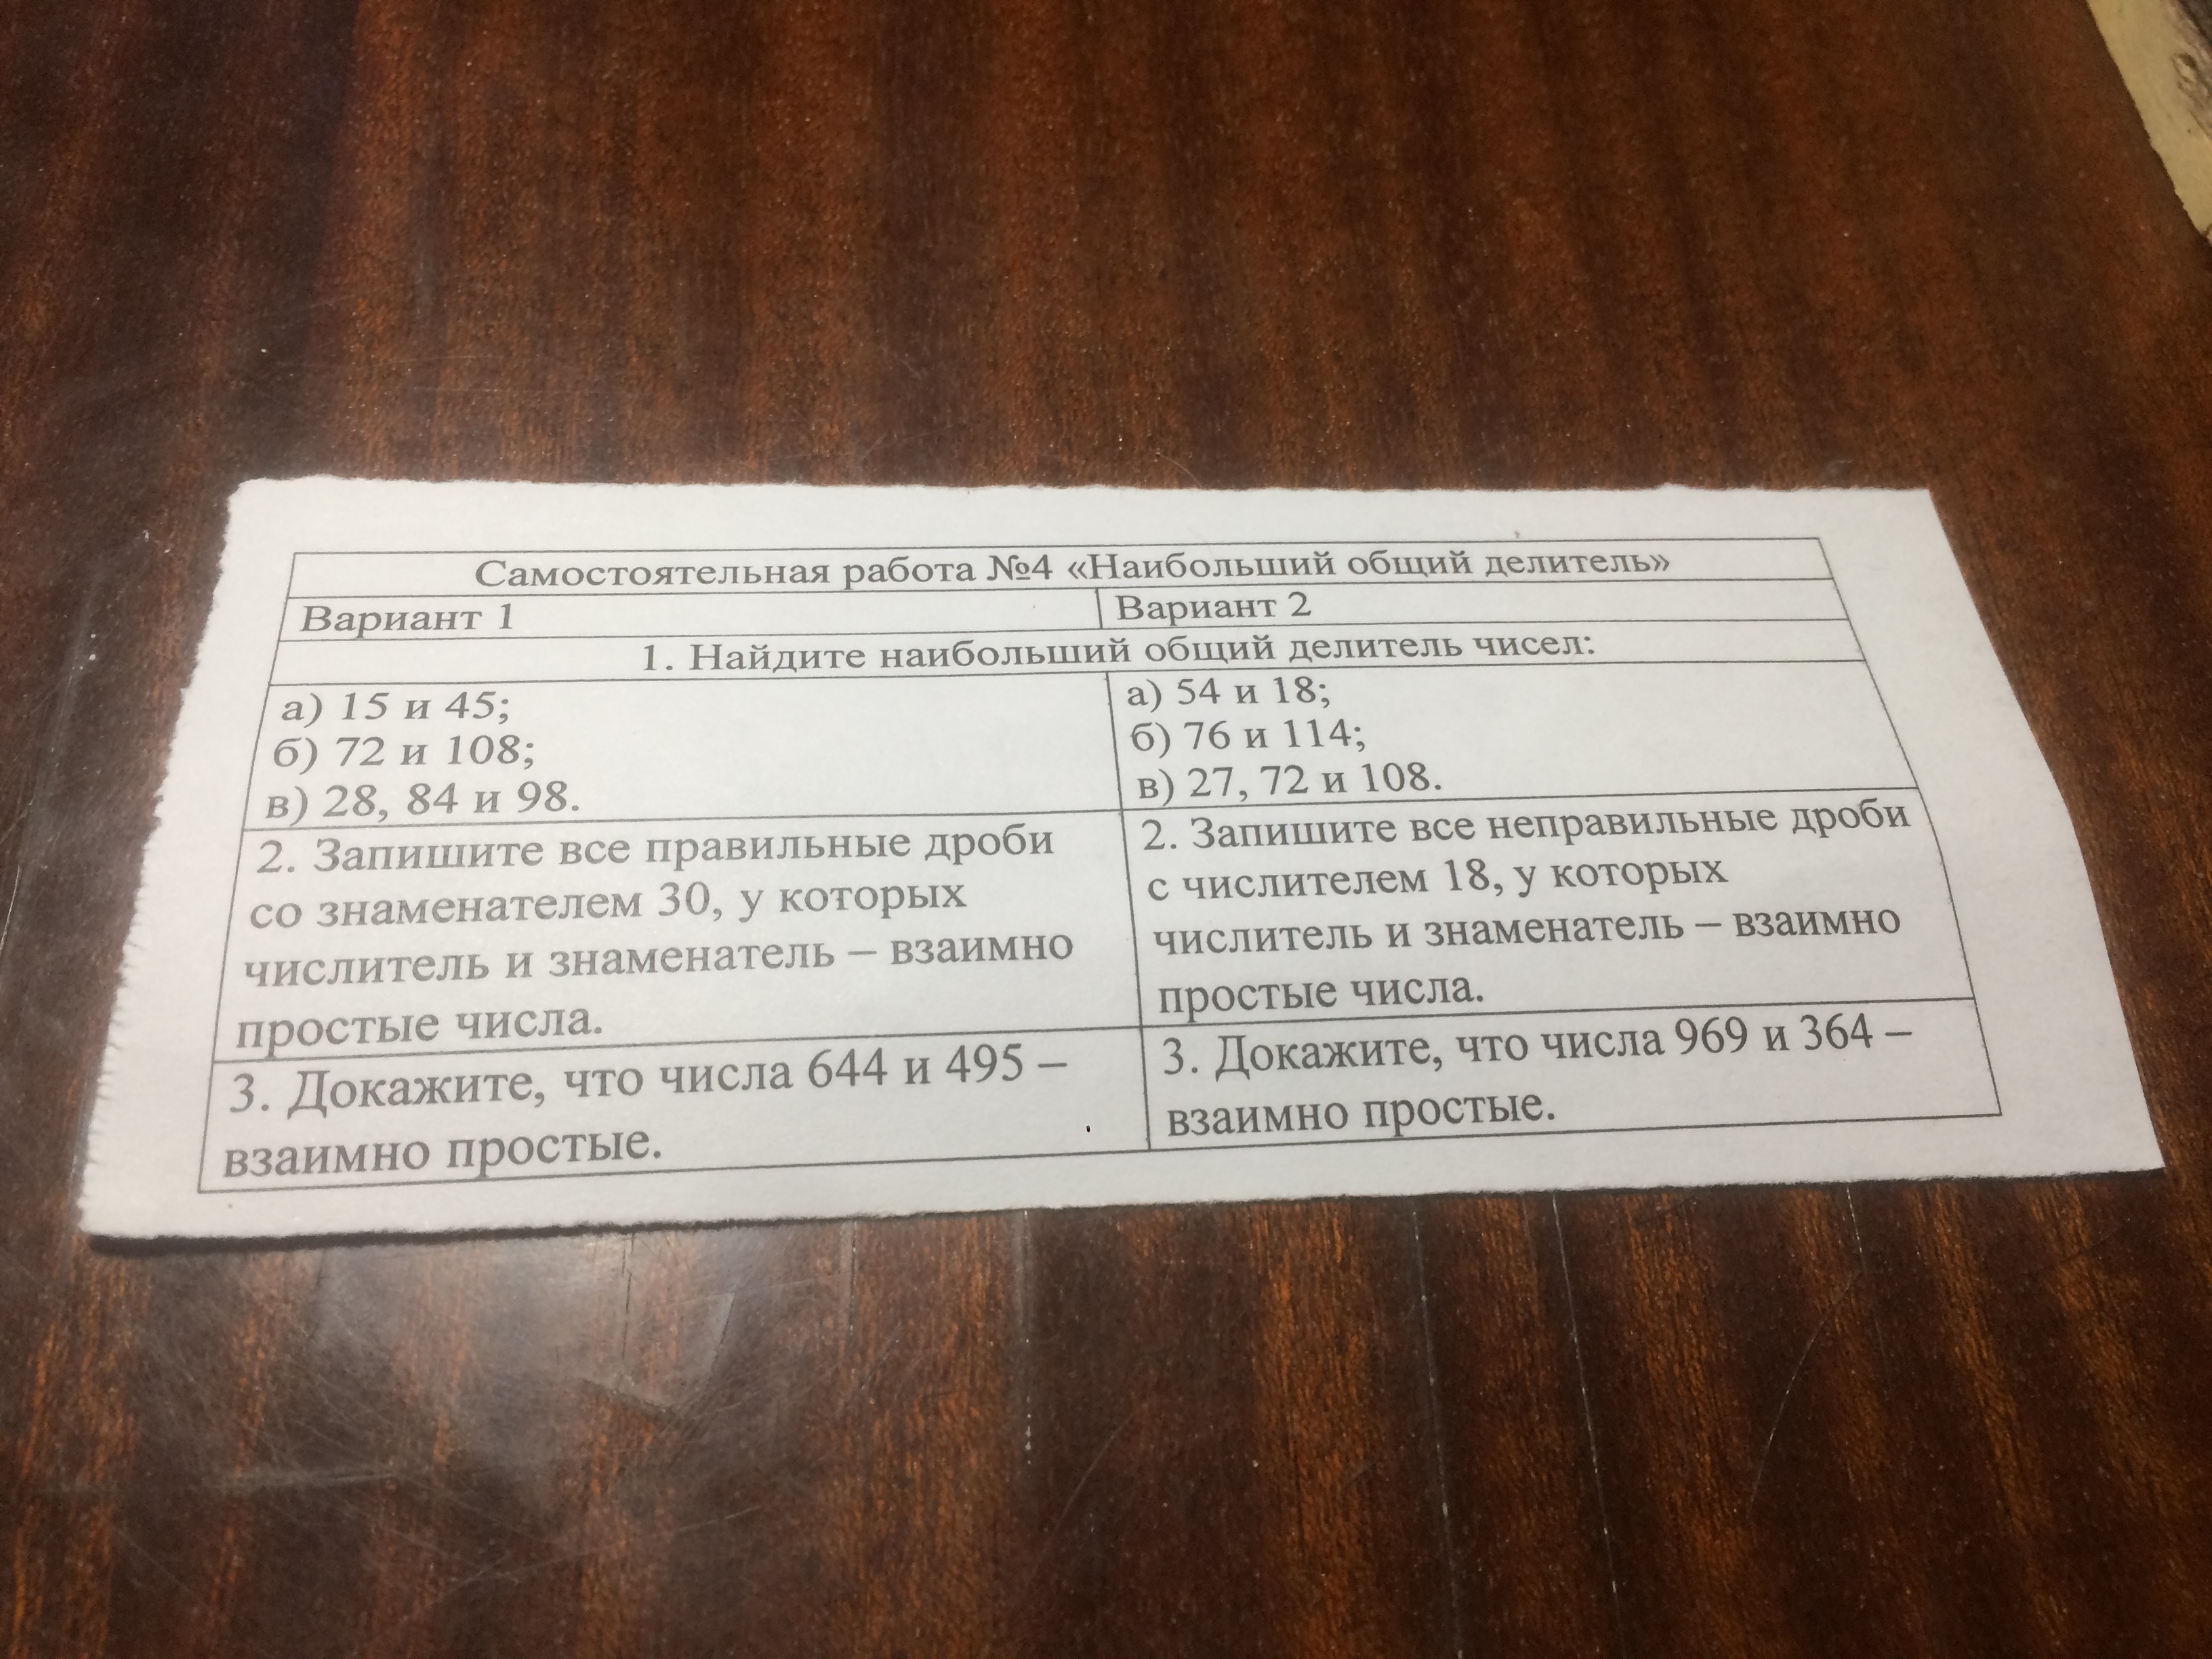 Самостоятельная работа №4 «Наибольший общий делитель»
Вариант 1
Вариант 2
1. Найдите наибольший общий делитель чисел:
а) 15 и 45;
б) 72 и 108;
в) 28, 84 и 98.
а) 54 и 18;
б) 76 и 114;
в) 27, 72 и 108.
2. Запишите все правильные дроби
со знаменателем 30, у которых
числитель и знаменатель – взаимно
простые числа.
2. Запишите все неправильные дроби
с числителем 18, у которых
числитель и знаменатель – взаимно
простые числа.
3. Докажите, что числа 644 и 495 –
взаимно простые.
3. Докажите, что числа 969 и 364 –
взаимно простые.